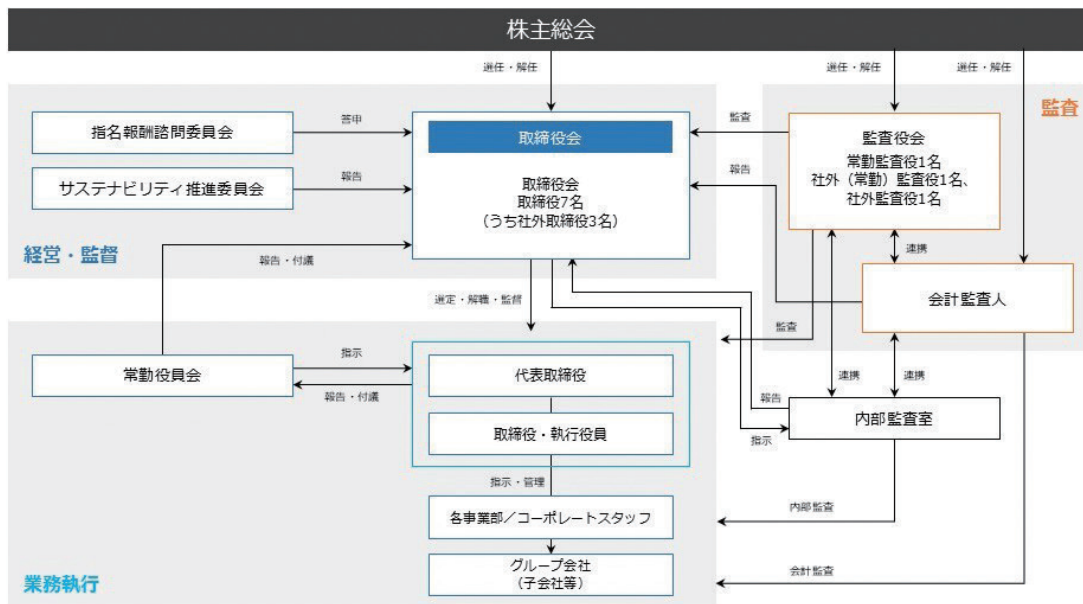 株主総会
選任・解任
選任・解任
選任・解任
監査
指名報酬諮問委員会
答申
取締役会
監査
監査役会
常勤監査役1名
社外（常勤）監査役1名、
社外監査役1名
サステナビリティ推進委員会
報告
取締役会
取締役7名
（うち社外取締役3名）
報告
経営・監督
報告・付議
連携
選定・解職・監督
会計監査人
監査
常勤役員会
指示
報告・付議
代表取締役
連携
連携
報告
取締役・執行役員
指示
内部監査室
指示・管理
各事業部／コーポレートスタッフ
内部監査
グループ会社
（子会社等）
会計監査
業務執行